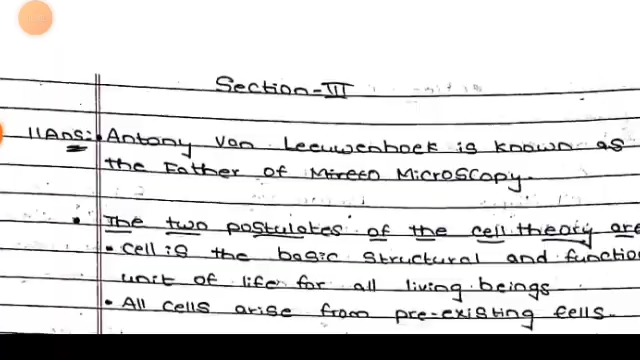 Section-III
11Ans:• Antony Van Leeuwenhoek is known as
the Father of Mireco Microscopy.
• The two postulates of the cell theory are
• Cell is the basic structural and function
unit of life for all living beings
• All cells arise from pre-existing cells.